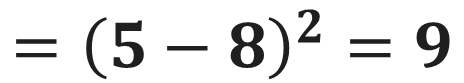 = (5 − 8)² = 9